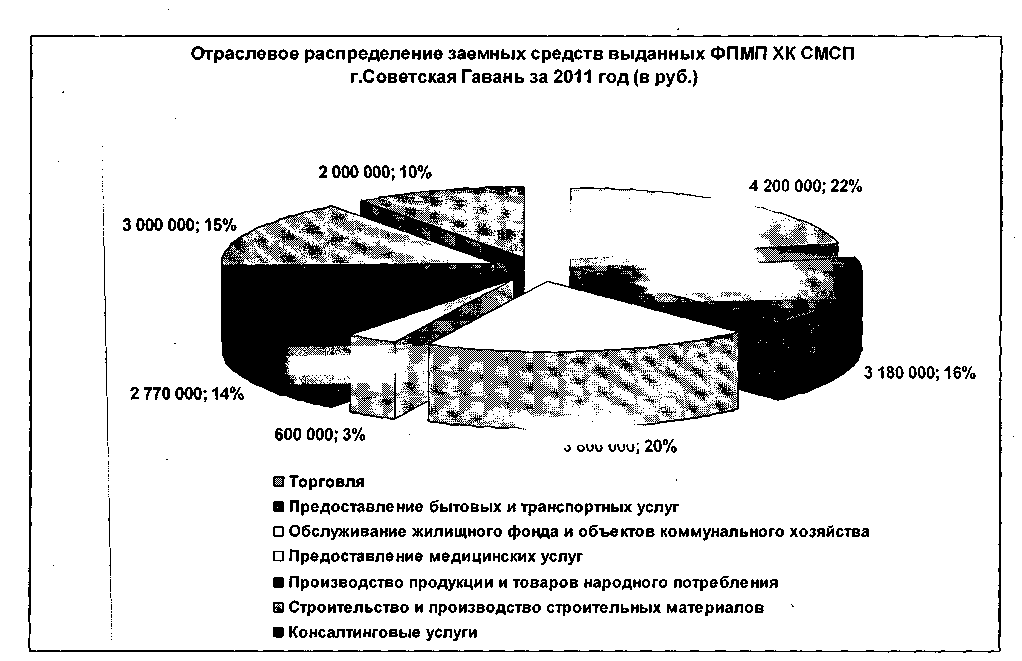 Отраслевое распределение заемных средств выданных ФПМП ХК СМСП
г.Советская Гавань за 2011 год (в руб.)
2 000 000; 10%
4 200 000; 22%
3 000 000; 15%
3 180 000; 16%
2 770 000; 14%
600 000; 3%
20%
Торговля
Предоставление бытовых и транспортных услуг
Обслуживание жилищного фонда и объектов коммунального хозяйства
Предоставление медицинских услуг
Производство продукции и товаров народного потребления
Строительство и производство строительных материалов
Консалтинговые услуги